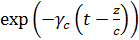 exp(−γ_c (t − z/c))